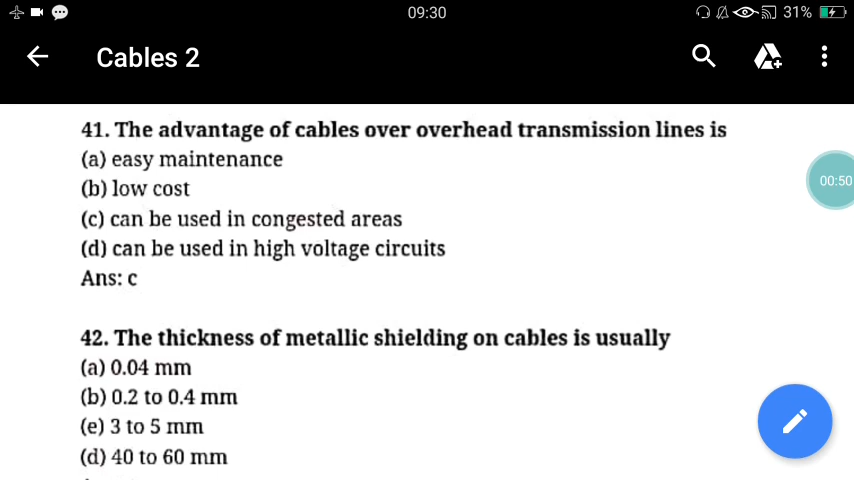 09:30
31%
Cables 2
41. The advantage of cables over overhead transmission lines is
(a) easy maintenance
(b) low cost
(c) can be used in congested areas
00:50
(d) can be used in high voltage circuits
Ans: c
42. The thickness of metallic shielding on cables is usually
(a) 0.04 mm
(b) 0.2 to 0.4 mm
(e) 3 to 5 mm
(d) 40 to 60 mm